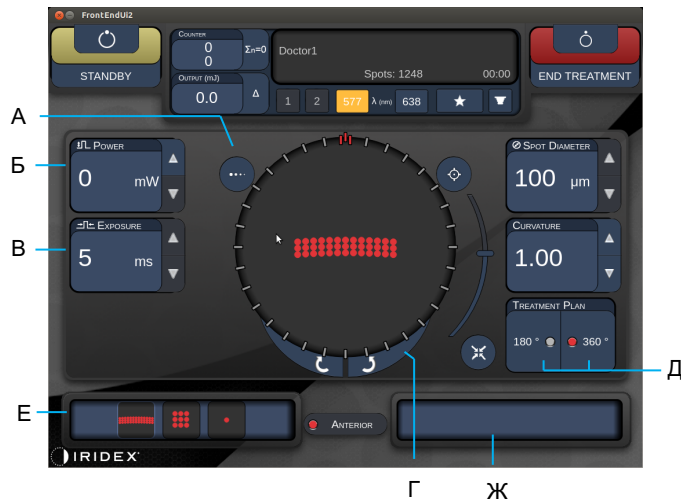 FrontEndUi2
STANDBY
COUNTER
0
0
Σn=0
OUTPUT (mJ)
0.0
Δ
Doctor1
Spots: 1248
00:00
1
2
577
λ (nm)
638
END TREATMENT
А
Б
POWER
0
mW
В
EXPOSURE
5
ms
SPOT DIAMETER
100
μm
CURVATURE
1.00
TREATMENT PLAN
180 °
360 °
Д
Е
ANTERIOR
IRIDEX
Г
Ж